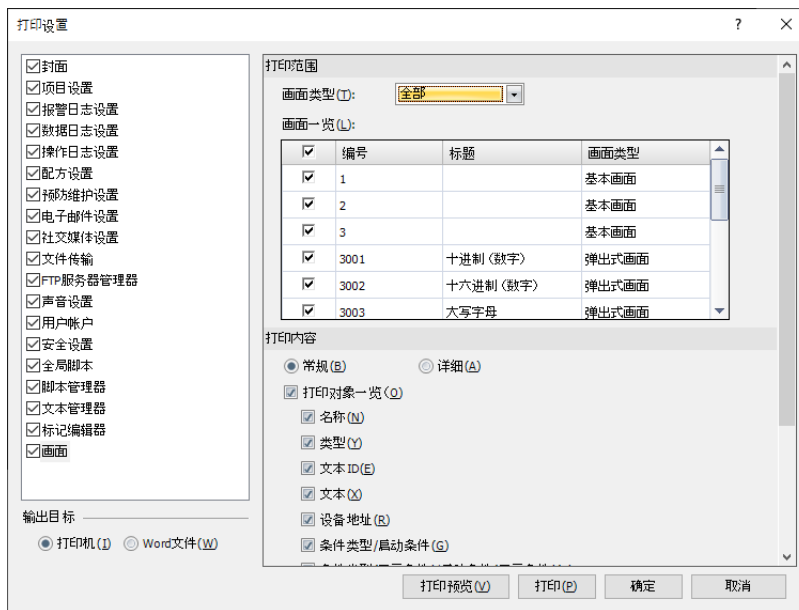 打印设置
封面
项目设置
报警日志设置
数据日志设置
操作日志设置
配方设置
预防维护设置
电子邮件设置
社交媒体设置
文件传输
FTP服务器管理器
声音设置
用户帐户
安全设置
全局脚本
脚本管理器
文本管理器
标记编辑器
画面
输出目标
打印机(I) Word文件(W)
打印范围
画面类型(T): 全部
画面一览(L):
编号 标题 画面类型
1 基本画面
2 基本画面
3 基本画面
3001 十进制(数字) 弹出式画面
3002 十六进制(数字) 弹出式画面
3003 大写字母 弹出式画面
打印内容
常规(B) 详细(A)
打印对象一览(O)
名称(N)
类型(Y)
文本ID(E)
文本(X)
设备地址(R)
条件类型/启动条件(G)
打印预览(V) 打印(P) 确定 取消